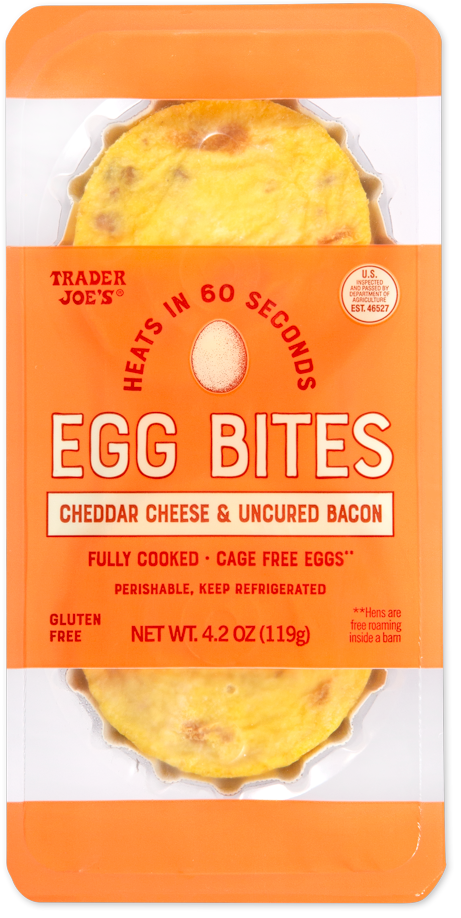 TRADER
JOE'S®
HEATS IN 60 SECONDS
U.S.
INSPECTED
AND PASSED BY
DEPARTMENT OF
AGRICULTURE
EST. 46527
EGG BITES
CHEDDAR CHEESE & UNCURED BACON
FULLY COOKED · CAGE FREE EGGS**
PERISHABLE, KEEP REFRIGERATED
GLUTEN
FREE
NET WT. 4.2 OZ (119g)
**Hens are
free roaming
inside a barn